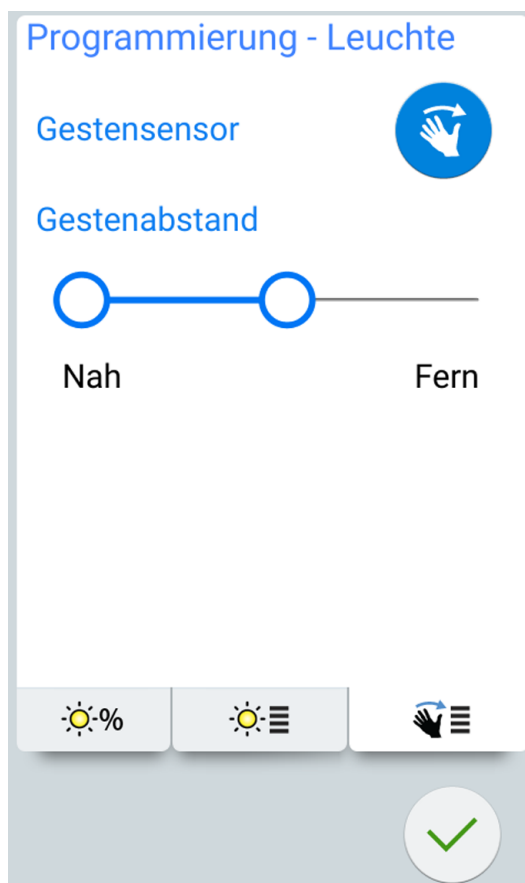 Programmierung - Leuchte
Gestensensor
Gestenabstand
Nah Fern
%